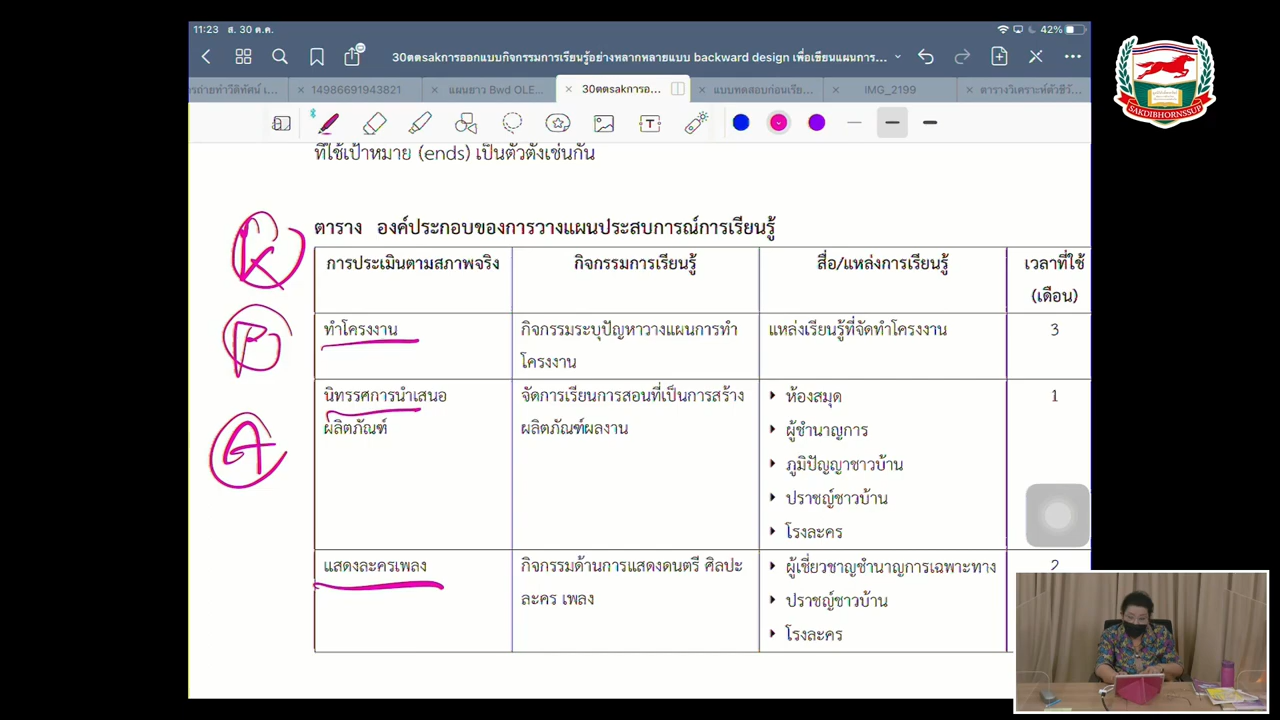 11:23 ส. 30 ต.ค.
42%
30ตตsakการออกแบบกิจกรรมการเรียนรู้อย่างหลากหลายแบบ backward design เพื่อเขียนแผนการ...
ารถ่ายทำวีดิทัศน์ เ...
14986691943821
แผนยาว Bwd OLE...
30ตตsakการอ...
แบบทดสอบก่อนเรีย...
IMG_2199
ตารางวิเคราะห์ตัวชี้วั...
SAKDIBHORNSSUP
ที่ใช้เป้าหมาย (ends) เป็นตัวตั้งเช่นกัน
ตาราง องค์ประกอบของการวางแผนประสบการณ์การเรียนรู้
การประเมินตามสภาพจริง
กิจกรรมการเรียนรู้
สื่อ/แหล่งการเรียนรู้
เวลาที่ใช้
(เดือน)
K
ทำโครงงาน
กิจกรรมระบุปัญหาวางแผนการทำ
โครงงาน
แหล่งเรียนรู้ที่จัดทำโครงงาน
3
P
นิทรรศการนำเสนอ
ผลิตภัณฑ์
จัดการเรียนการสอนที่เป็นการสร้าง
ผลิตภัณฑ์ผลงาน
ห้องสมุด
ผู้ชำนาญการ
ภูมิปัญญาชาวบ้าน
ปราชญ์ชาวบ้าน
โรงละคร
1
A
แสดงละครเพลง
กิจกรรมด้านการแสดงดนตรี ศิลปะ
ละคร เพลง
ผู้เชี่ยวชาญชำนาญการเฉพาะทาง
ปราชญ์ชาวบ้าน
โรงละคร
2